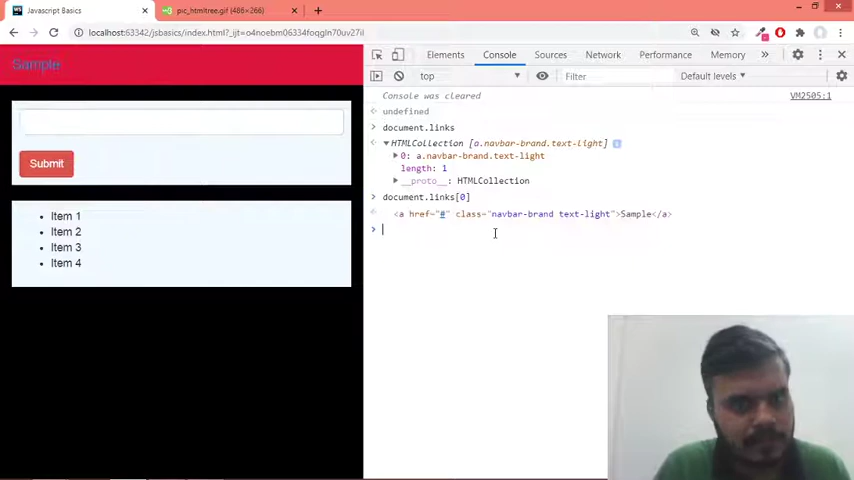 Javascript Basics
pic_htmltree.gif (486×266)
localhost:63342/jsbasics/index.html?_ijt=o4noebm06334foqgln70uv27il
Sample
Submit
Item 1
Item 2
Item 3
Item 4
Elements Console Sources Network Performance Memory
top Filter Default levels
Console was cleared VM2505:1
undefined
document.links
HTMLCollection [a.navbar-brand.text-light]
0: a.navbar-brand.text-light
length: 1
__proto__: HTMLCollection
document.links[0]
<a href="#" class="navbar-brand text-light">Sample</a>